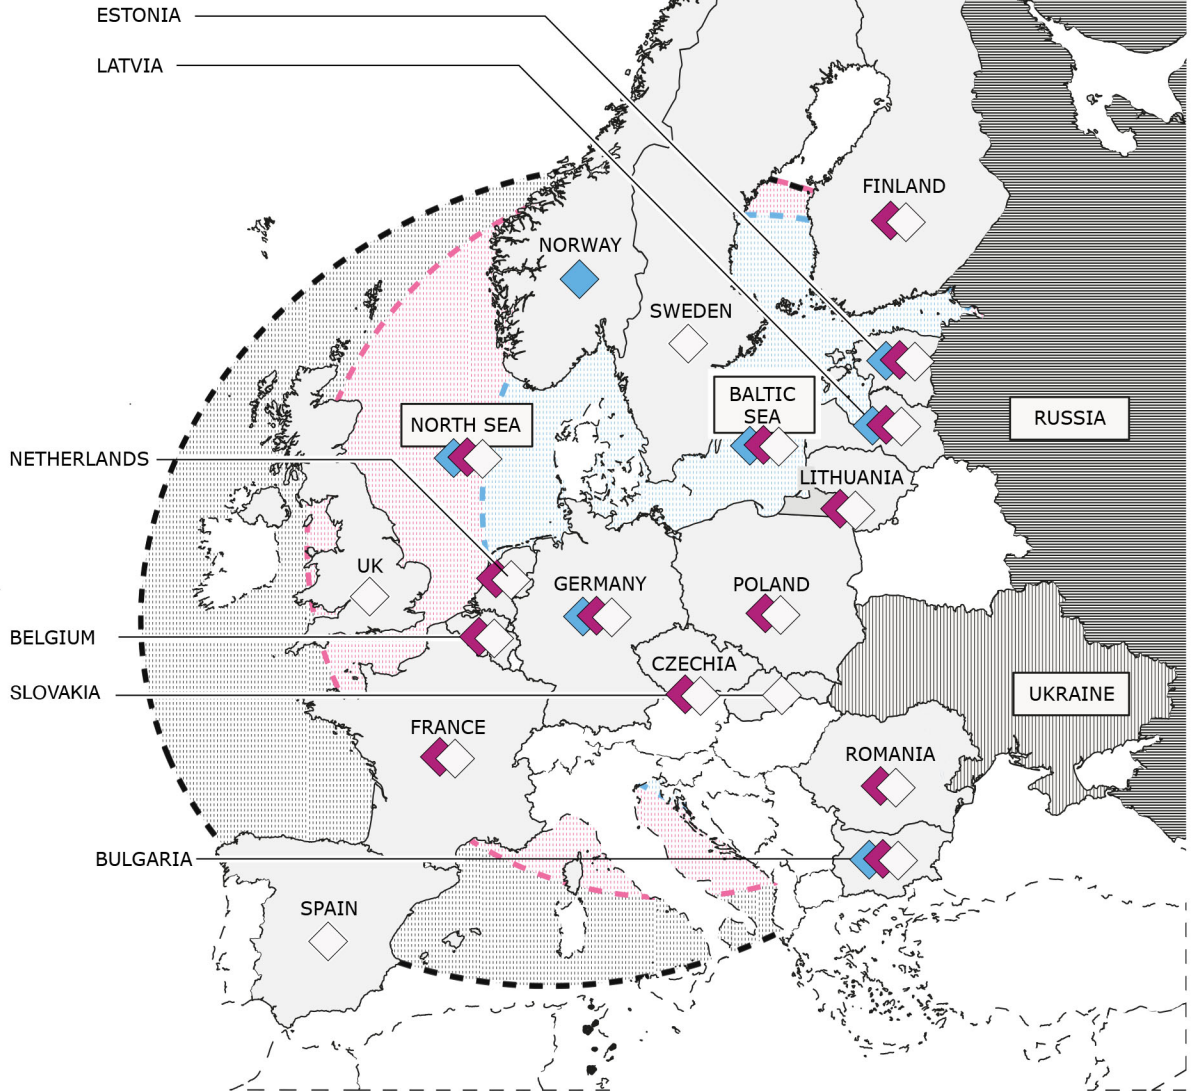 ESTONIA
LATVIA
FINLAND
NORWAY
SWEDEN
BALTIC
SEA
NORTH SEA
RUSSIA
NETHERLANDS
LITHUANIA
UK
GERMANY
POLAND
BELGIUM
CZECHIA
SLOVAKIA
UKRAINE
FRANCE
ROMANIA
BULGARIA
SPAIN